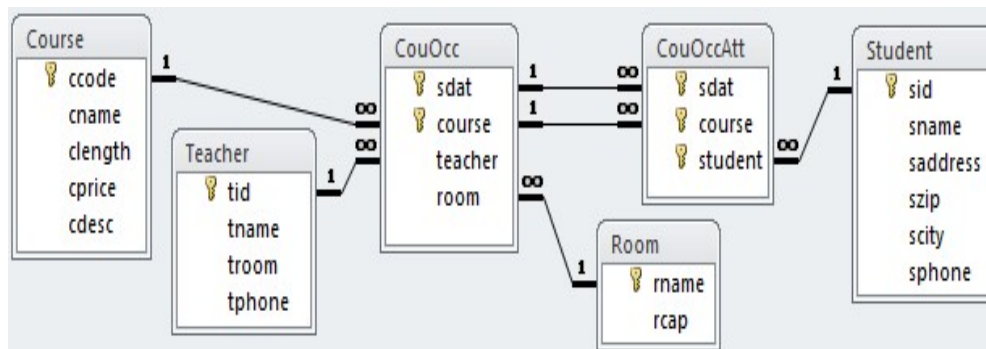 Course
ccode
cname
clength
cprice
cdesc
1
∞
Teacher
tid
tname
troom
tphone
1
∞
CouOcc
sdat
course
teacher
room
1
∞
1
∞
∞
1
CouOccAtt
sdat
course
student
∞
1
Room
rname
rcap
Student
sid
sname
saddress
szip
scity
sphone